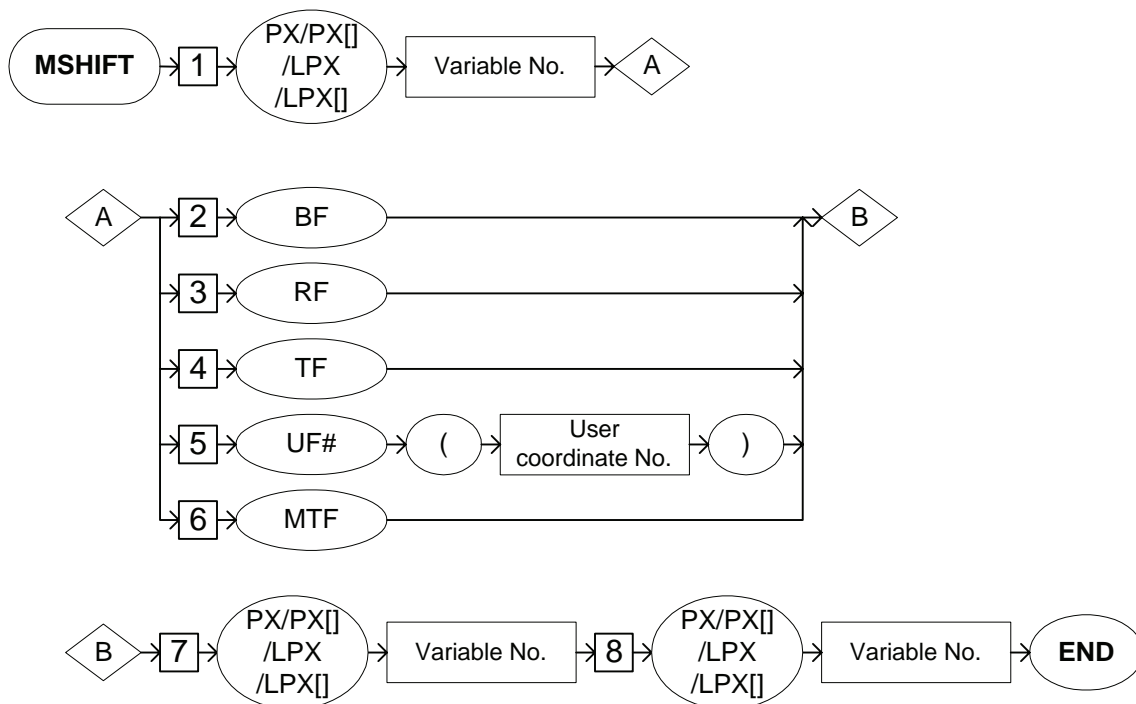 MSHIFT 1 PX/PX[] /LPX /LPX[] Variable No. A
A 2 BF B
3 RF
4 TF
5 UF# ( User coordinate No. )
6 MTF
B 7 PX/PX[] /LPX /LPX[] Variable No. 8 PX/PX[] /LPX /LPX[] Variable No. END